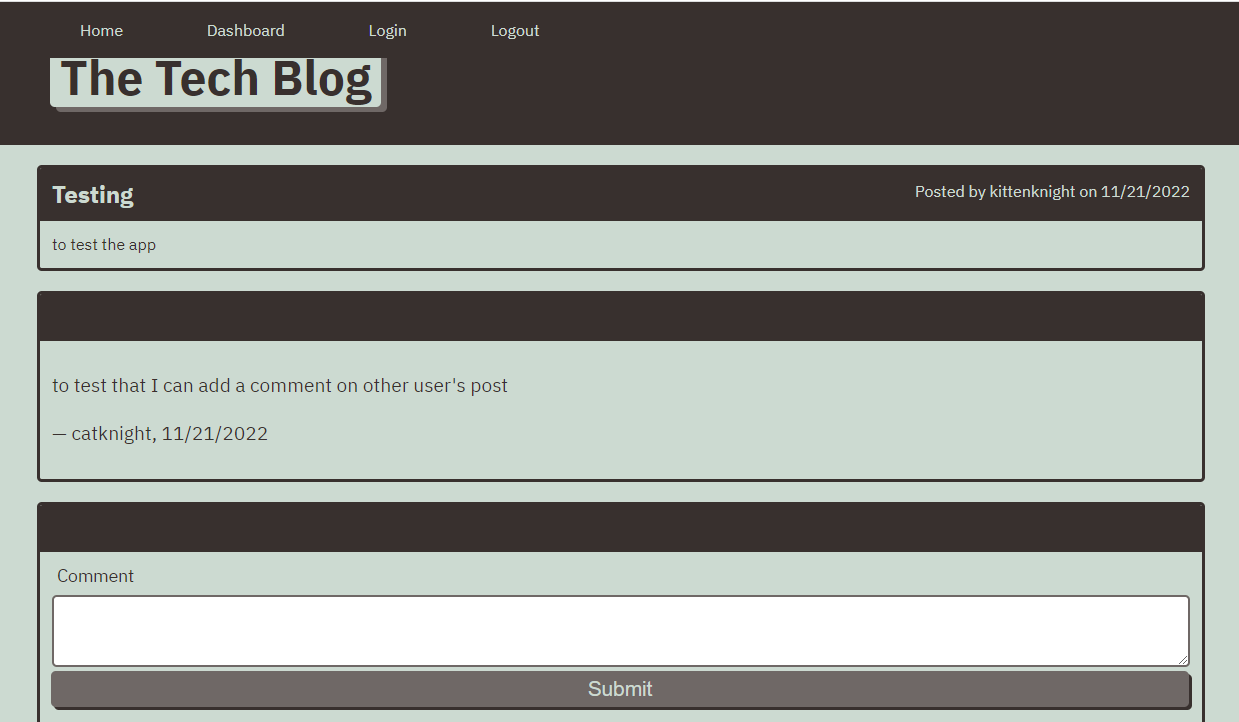 Home Dashboard Login Logout
The Tech Blog
Testing
Posted by kittenknight on 11/21/2022
to test the app
to test that I can add a comment on other user's post
— catknight, 11/21/2022
Comment
Submit